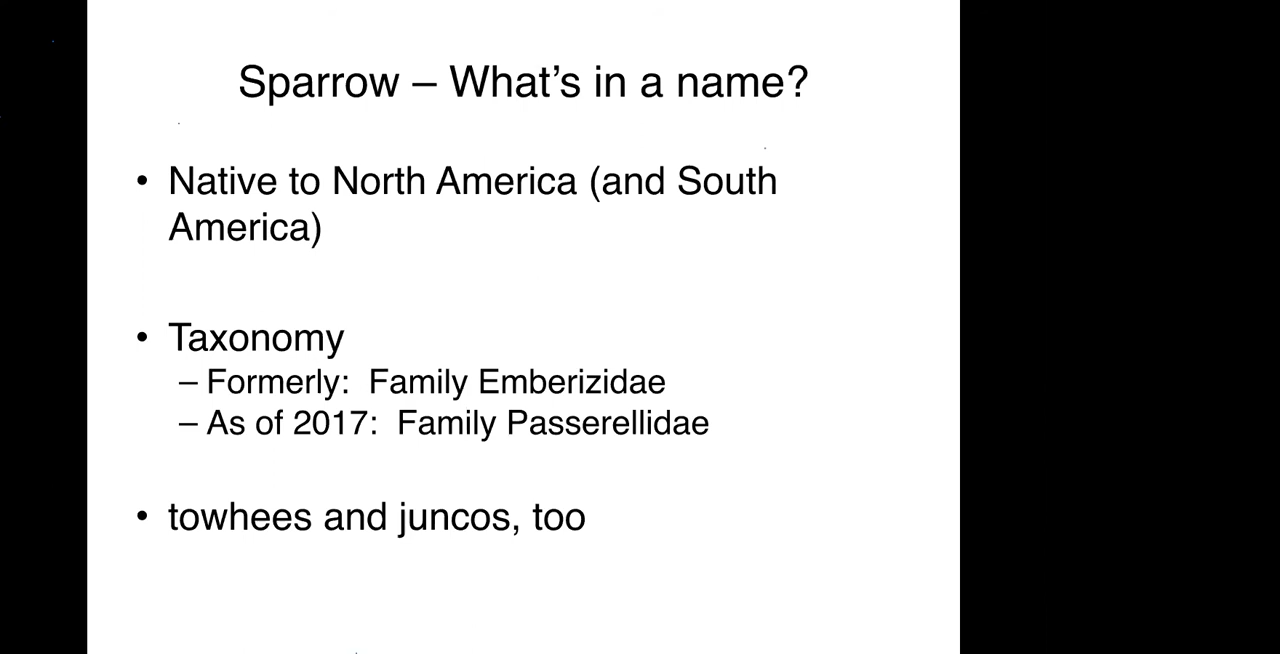 Sparrow – What’s in a name?
• Native to North America (and South
America)
• Taxonomy
– Formerly:  Family Emberizidae
– As of 2017:  Family Passerellidae
• towhees and juncos, too